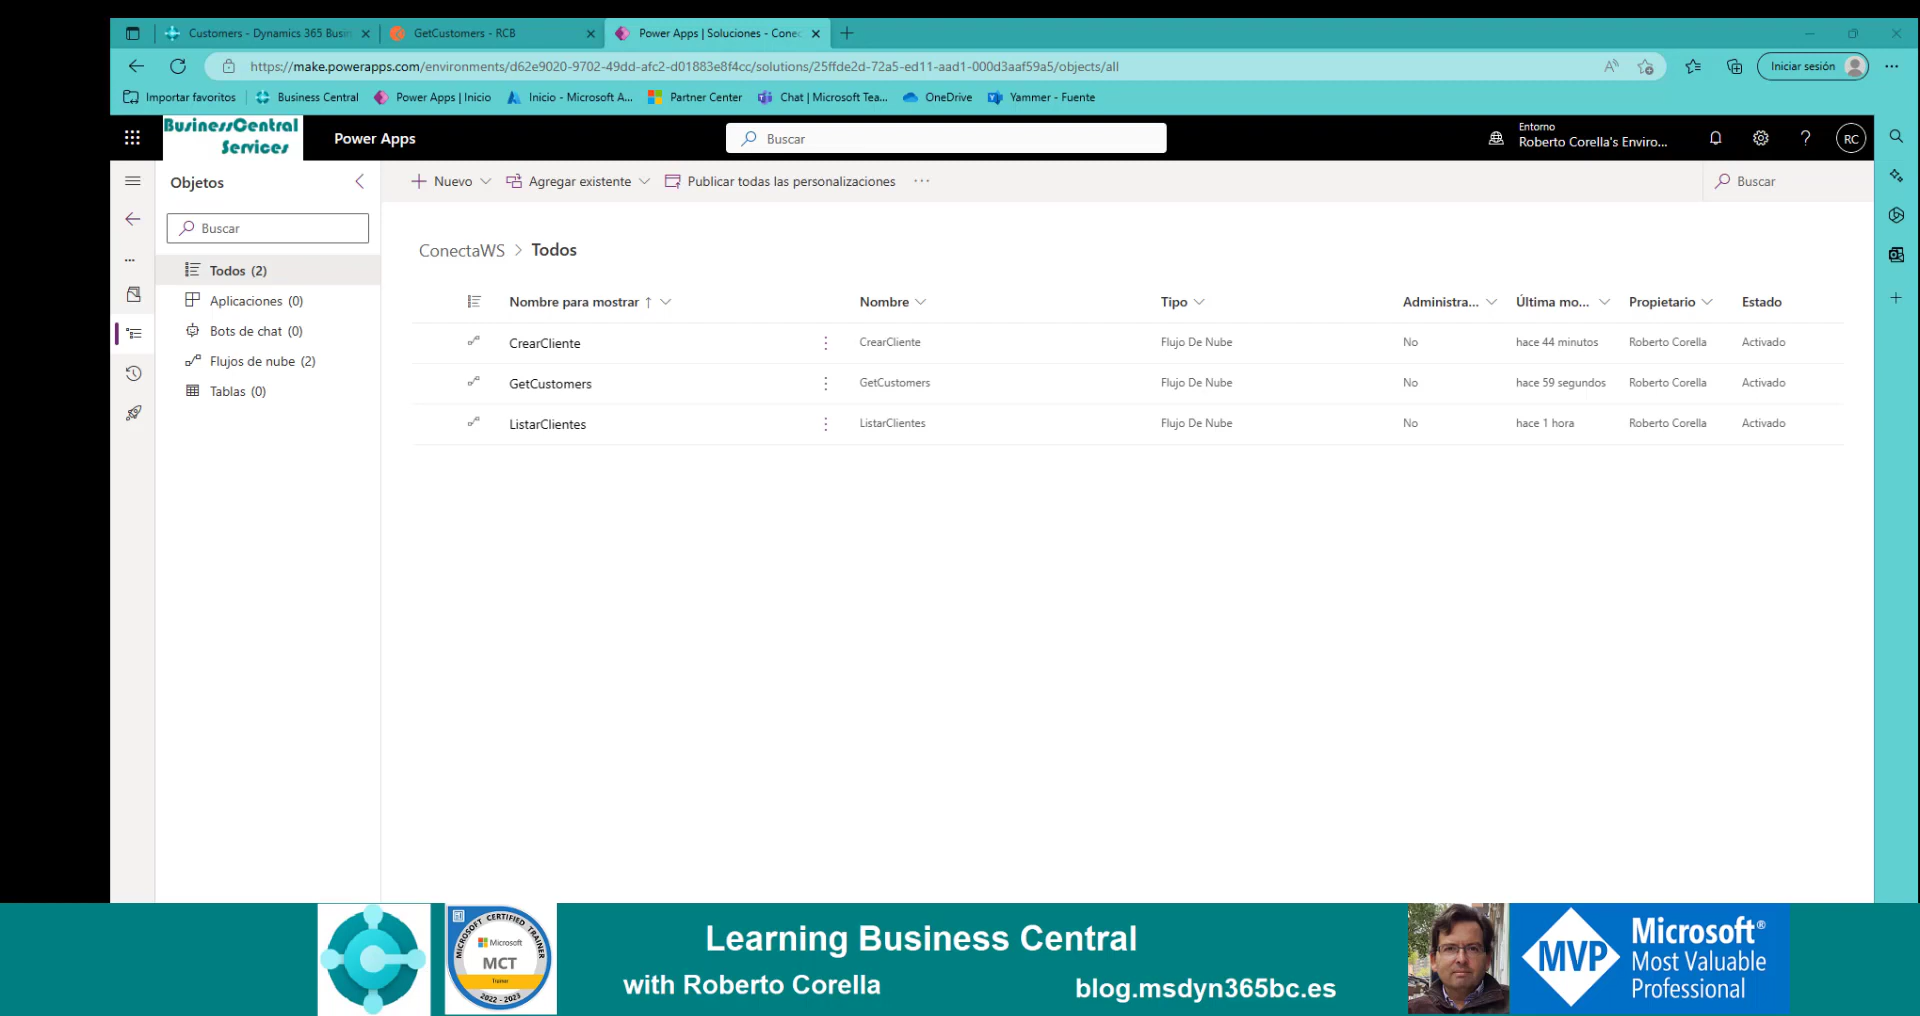 Customers - Dynamics 365 Busin
GetCustomers - RCB
Power Apps | Soluciones - Conec
https://make.powerapps.com/environments/d62e9020-9702-49dd-afc2-d01883e8f4cc/solutions/25ffde2d-72a5-ed11-aad1-000d3aaf59a5/objects/all
Iniciar sesión
Importar favoritos
Business Central
Power Apps | Inicio
Inicio - Microsoft A...
Partner Center
Chat | Microsoft Tea...
OneDrive
Yammer - Fuente
BusinessCentral
Services
Power Apps
Buscar
Entorno
Roberto Corella's Enviro...
RC
Objetos
Nuevo
Agregar existente
Publicar todas las personalizaciones
Buscar
Buscar
Todos (2)
Aplicaciones (0)
Bots de chat (0)
Flujos de nube (2)
Tablas (0)
ConectaWS > Todos
Nombre para mostrar ↑ Nombre Tipo Administra... Última mo... Propietario Estado
CrearCliente CrearCliente Flujo De Nube No hace 44 minutos Roberto Corella Activado
GetCustomers GetCustomers Flujo De Nube No hace 59 segundos Roberto Corella Activado
ListarClientes ListarClientes Flujo De Nube No hace 1 hora Roberto Corella Activado
MICROSOFT CERTIFIED TRAINER
Microsoft
MCT
Trainer
2022 - 2023
Learning Business Central
with Roberto Corella
blog.msdyn365bc.es
MVP
Microsoft®
Most Valuable
Professional